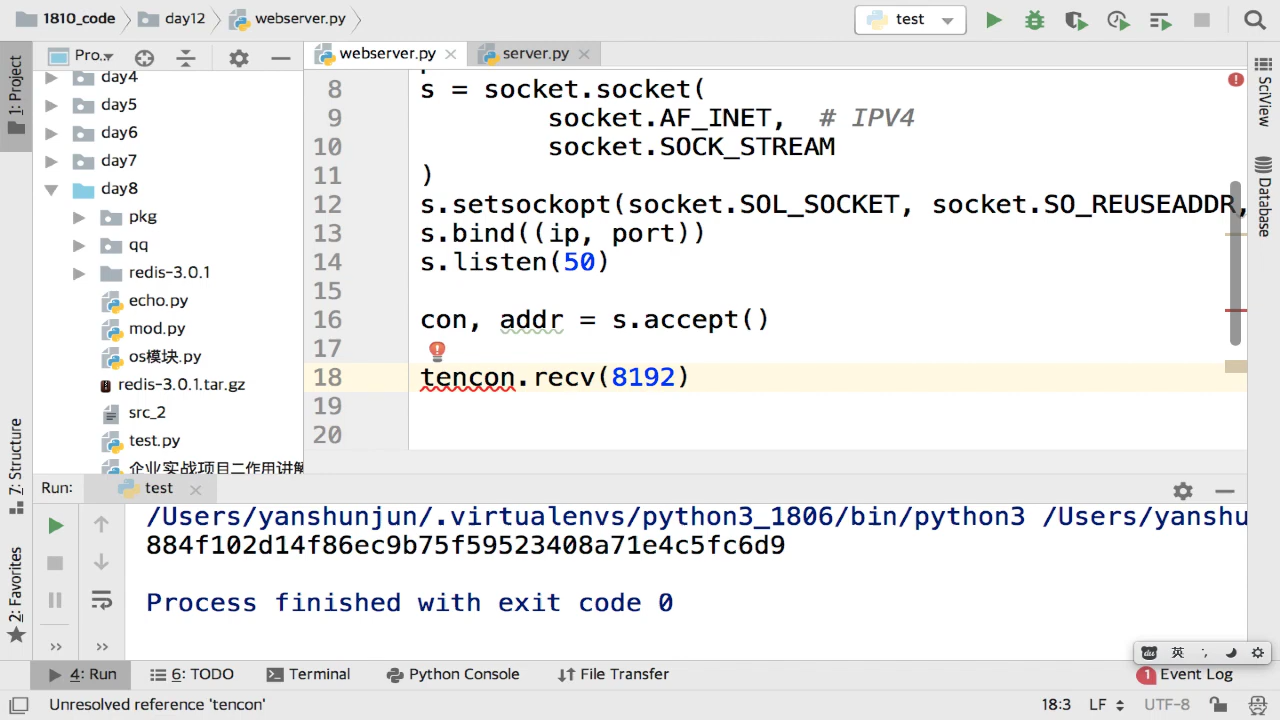 1810_code day12 webserver.py test
1: Project
Pro..
webserver.py server.py
day4
day5
day6
day7
day8
pkg
qq
redis-3.0.1
echo.py
mod.py
os模块.py
redis-3.0.1.tar.gz
src_2
test.py
8 s = socket.socket(
9 socket.AF_INET, # IPV4
10 socket.SOCK_STREAM
11 )
12 s.setsockopt(socket.SOL_SOCKET, socket.SO_REUSEADDR,
13 s.bind((ip, port))
14 s.listen(50)
15
16 con, addr = s.accept()
17
18 tencon.recv(8192)
19
20
SciView
Database
7: Structure
2: Favorites
Run: test
/Users/yanshunjun/.virtualenvs/python3_1806/bin/python3 /Users/yanshu
884f102d14f86ec9b75f59523408a71e4c5fc6d9
Process finished with exit code 0
du 英
4: Run 6: TODO Terminal Python Console File Transfer 1 Event Log
Unresolved reference 'tencon' 18:3 LF UTF-8